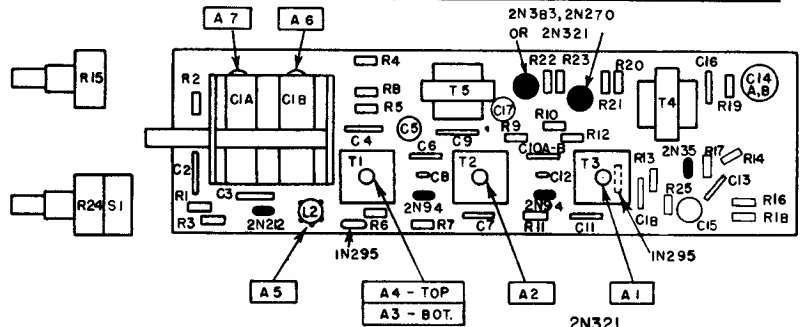 A7
A6
2N383, 2N270
OR 2N321
R15
R2
C1A
C1B
R4
R8
R5
C4
C5
T5
C17
C9
R22
R23
R20
R21
R9
R10
R12
T4
C16
R19
C14
A,B
C2
C3
R1
R3
2N212
L2
T1
R6
1N295
C6
C8
2N94
R7
T2
C7
C10A-B
C12
2N94
R11
T3
C11
R13
C18
2N35
R17
R14
R25
C13
C15
R16
R18
1N295
R24
S1
A5
A4 - TOP
A3 - BOT.
A2
A1
2N321